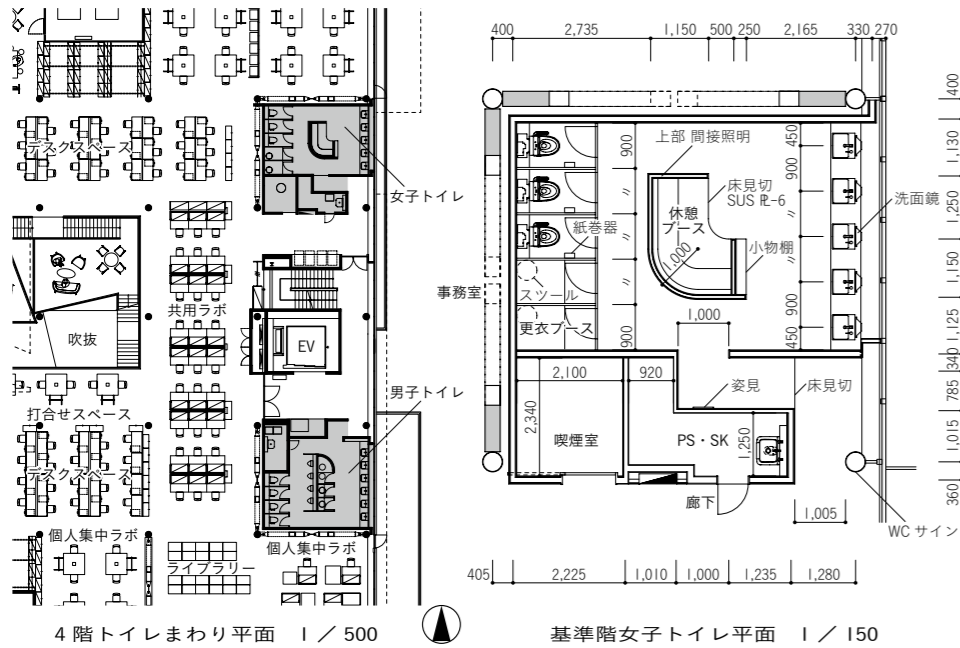 デスクスペース
女子トイレ
共用ラボ
吹抜
EV
打合せスペース
男子トイレ
デスクスペース
個人集中ラボ
ライブラリー
個人集中ラボ
4階トイレまわり平面 1／500
400 2,735 1,150 500 250 2,165 330 270
400
1,130
1,250
1,150
1,125
340
785
1,015
360
上部 間接照明
900
〃
〃
〃
900
450
900
〃
〃
900
450
床見切
SUS PL-6
休憩
ブース
洗面鏡
紙巻器
1,000
小物棚
事務室
スツール
更衣ブース
1,000
2,100
920
姿見
床見切
2,340
喫煙室
PS・SK
1,250
廊下
1,005
WCサイン
405 2,225 1,010 1,000 1,235 1,280
基準階女子トイレ平面 1／150